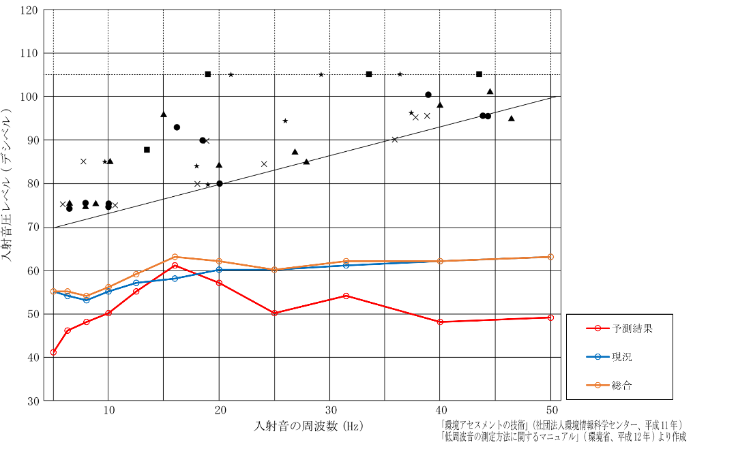 120
110
100
90
80
70
60
50
40
30
入射音圧レベル(デシベル)
10
20
30
40
50
入射音の周波数(Hz)
予測結果
現況
総合
「環境アセスメントの技術」(社団法人環境情報科学センター、平成11年)
「低周波音の測定方法に関するマニュアル」(環境省、平成12年)より作成